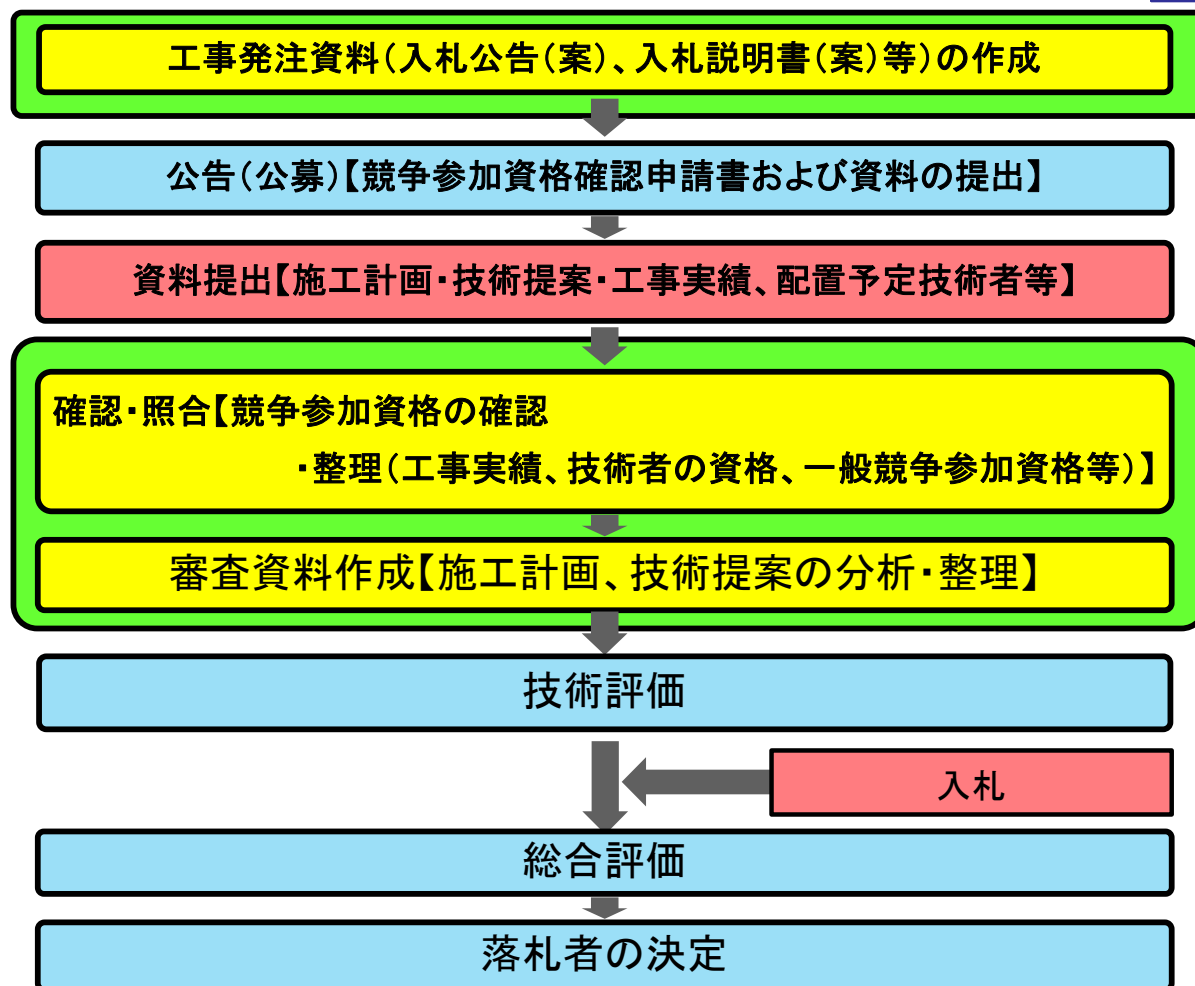 工事発注資料(入札公告(案)、入札説明書(案)等)の作成
公告(公募)【競争参加資格確認申請書および資料の提出】
資料提出【施工計画・技術提案・工事実績、配置予定技術者等】
確認・照合【競争参加資格の確認
・整理(工事実績、技術者の資格、一般競争参加資格等)】
審査資料作成【施工計画、技術提案の分析・整理】
技術評価
入札
総合評価
落札者の決定